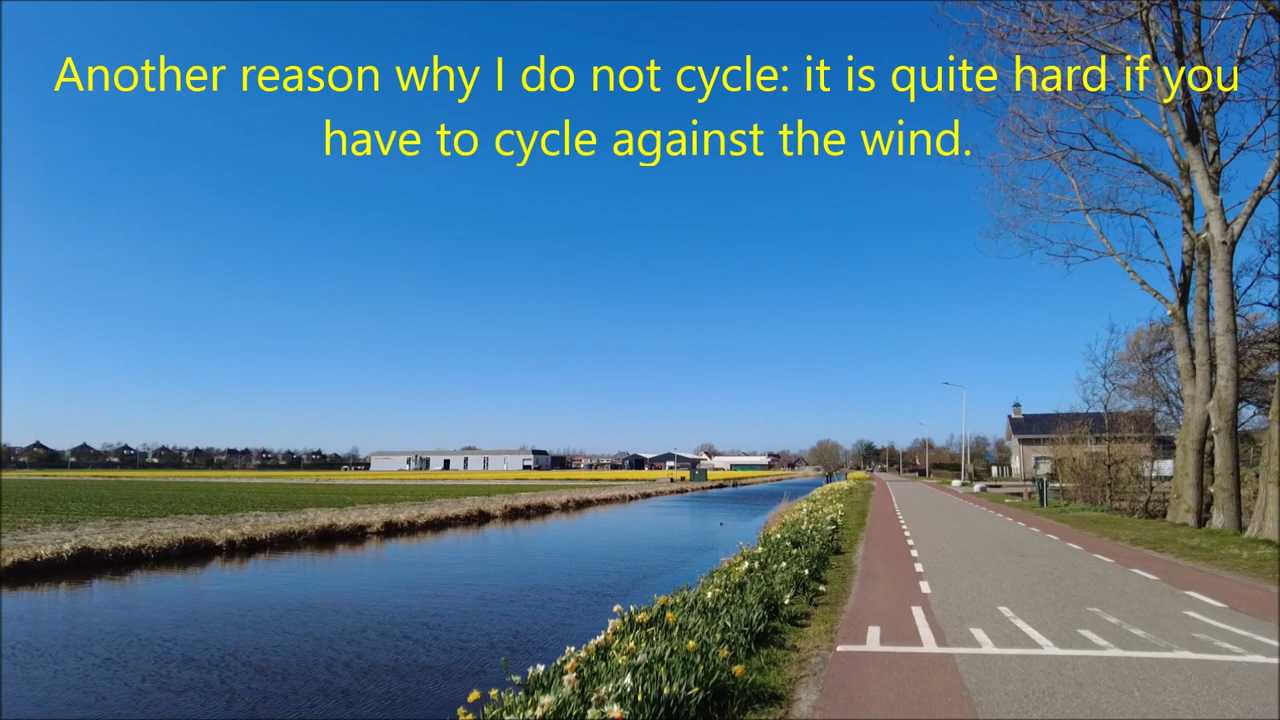 Another reason why I do not cycle: it is quite hard if you
have to cycle against the wind.